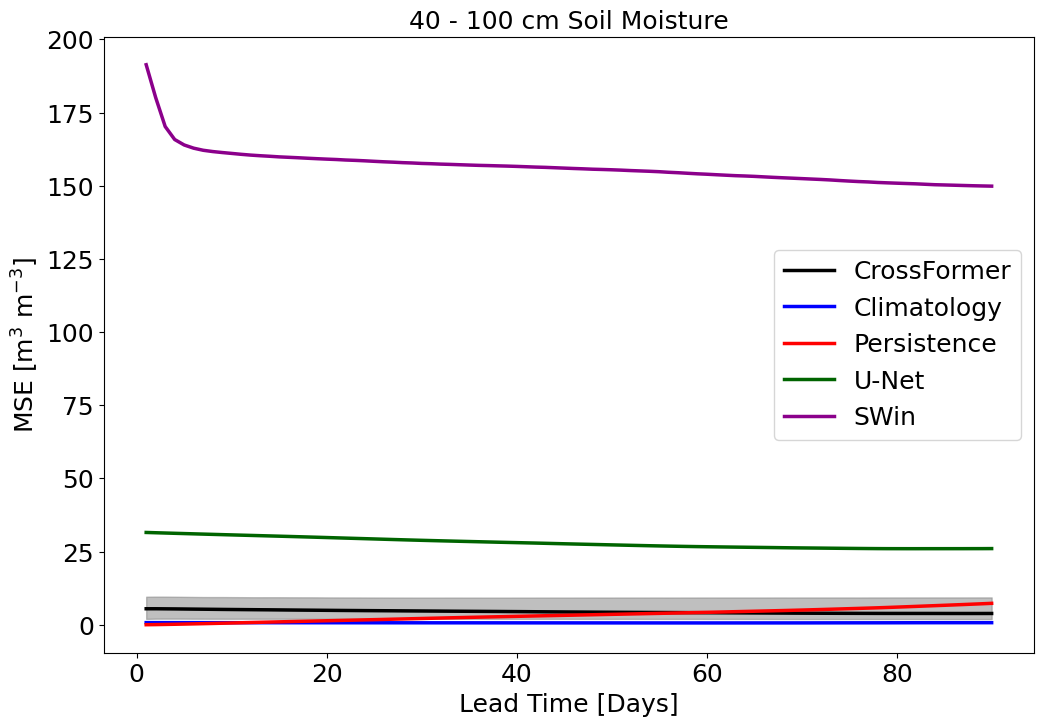 40 - 100 cm Soil Moisture
MSE [m³ m⁻³]
200
175
150
125
100
75
50
25
0
0 20 40 60 80
Lead Time [Days]
CrossFormer
Climatology
Persistence
U-Net
SWin